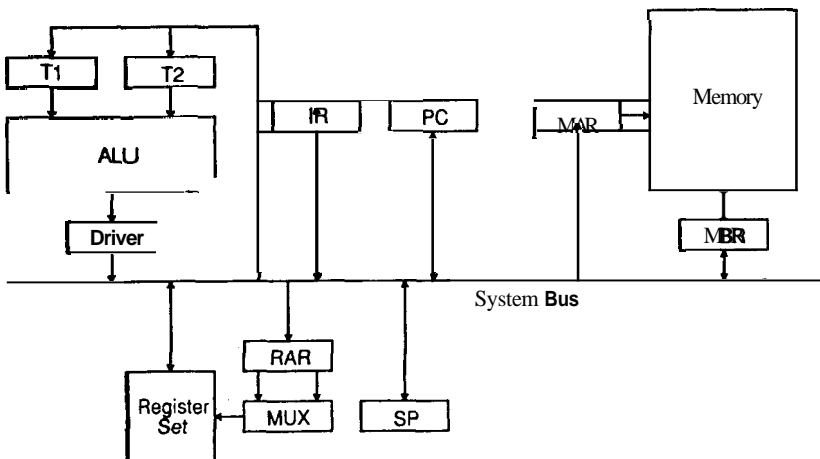 T1
T2
IR
PC
MAR
Memory
ALU
Driver
MBR
System Bus
RAR
Register
Set
MUX
SP